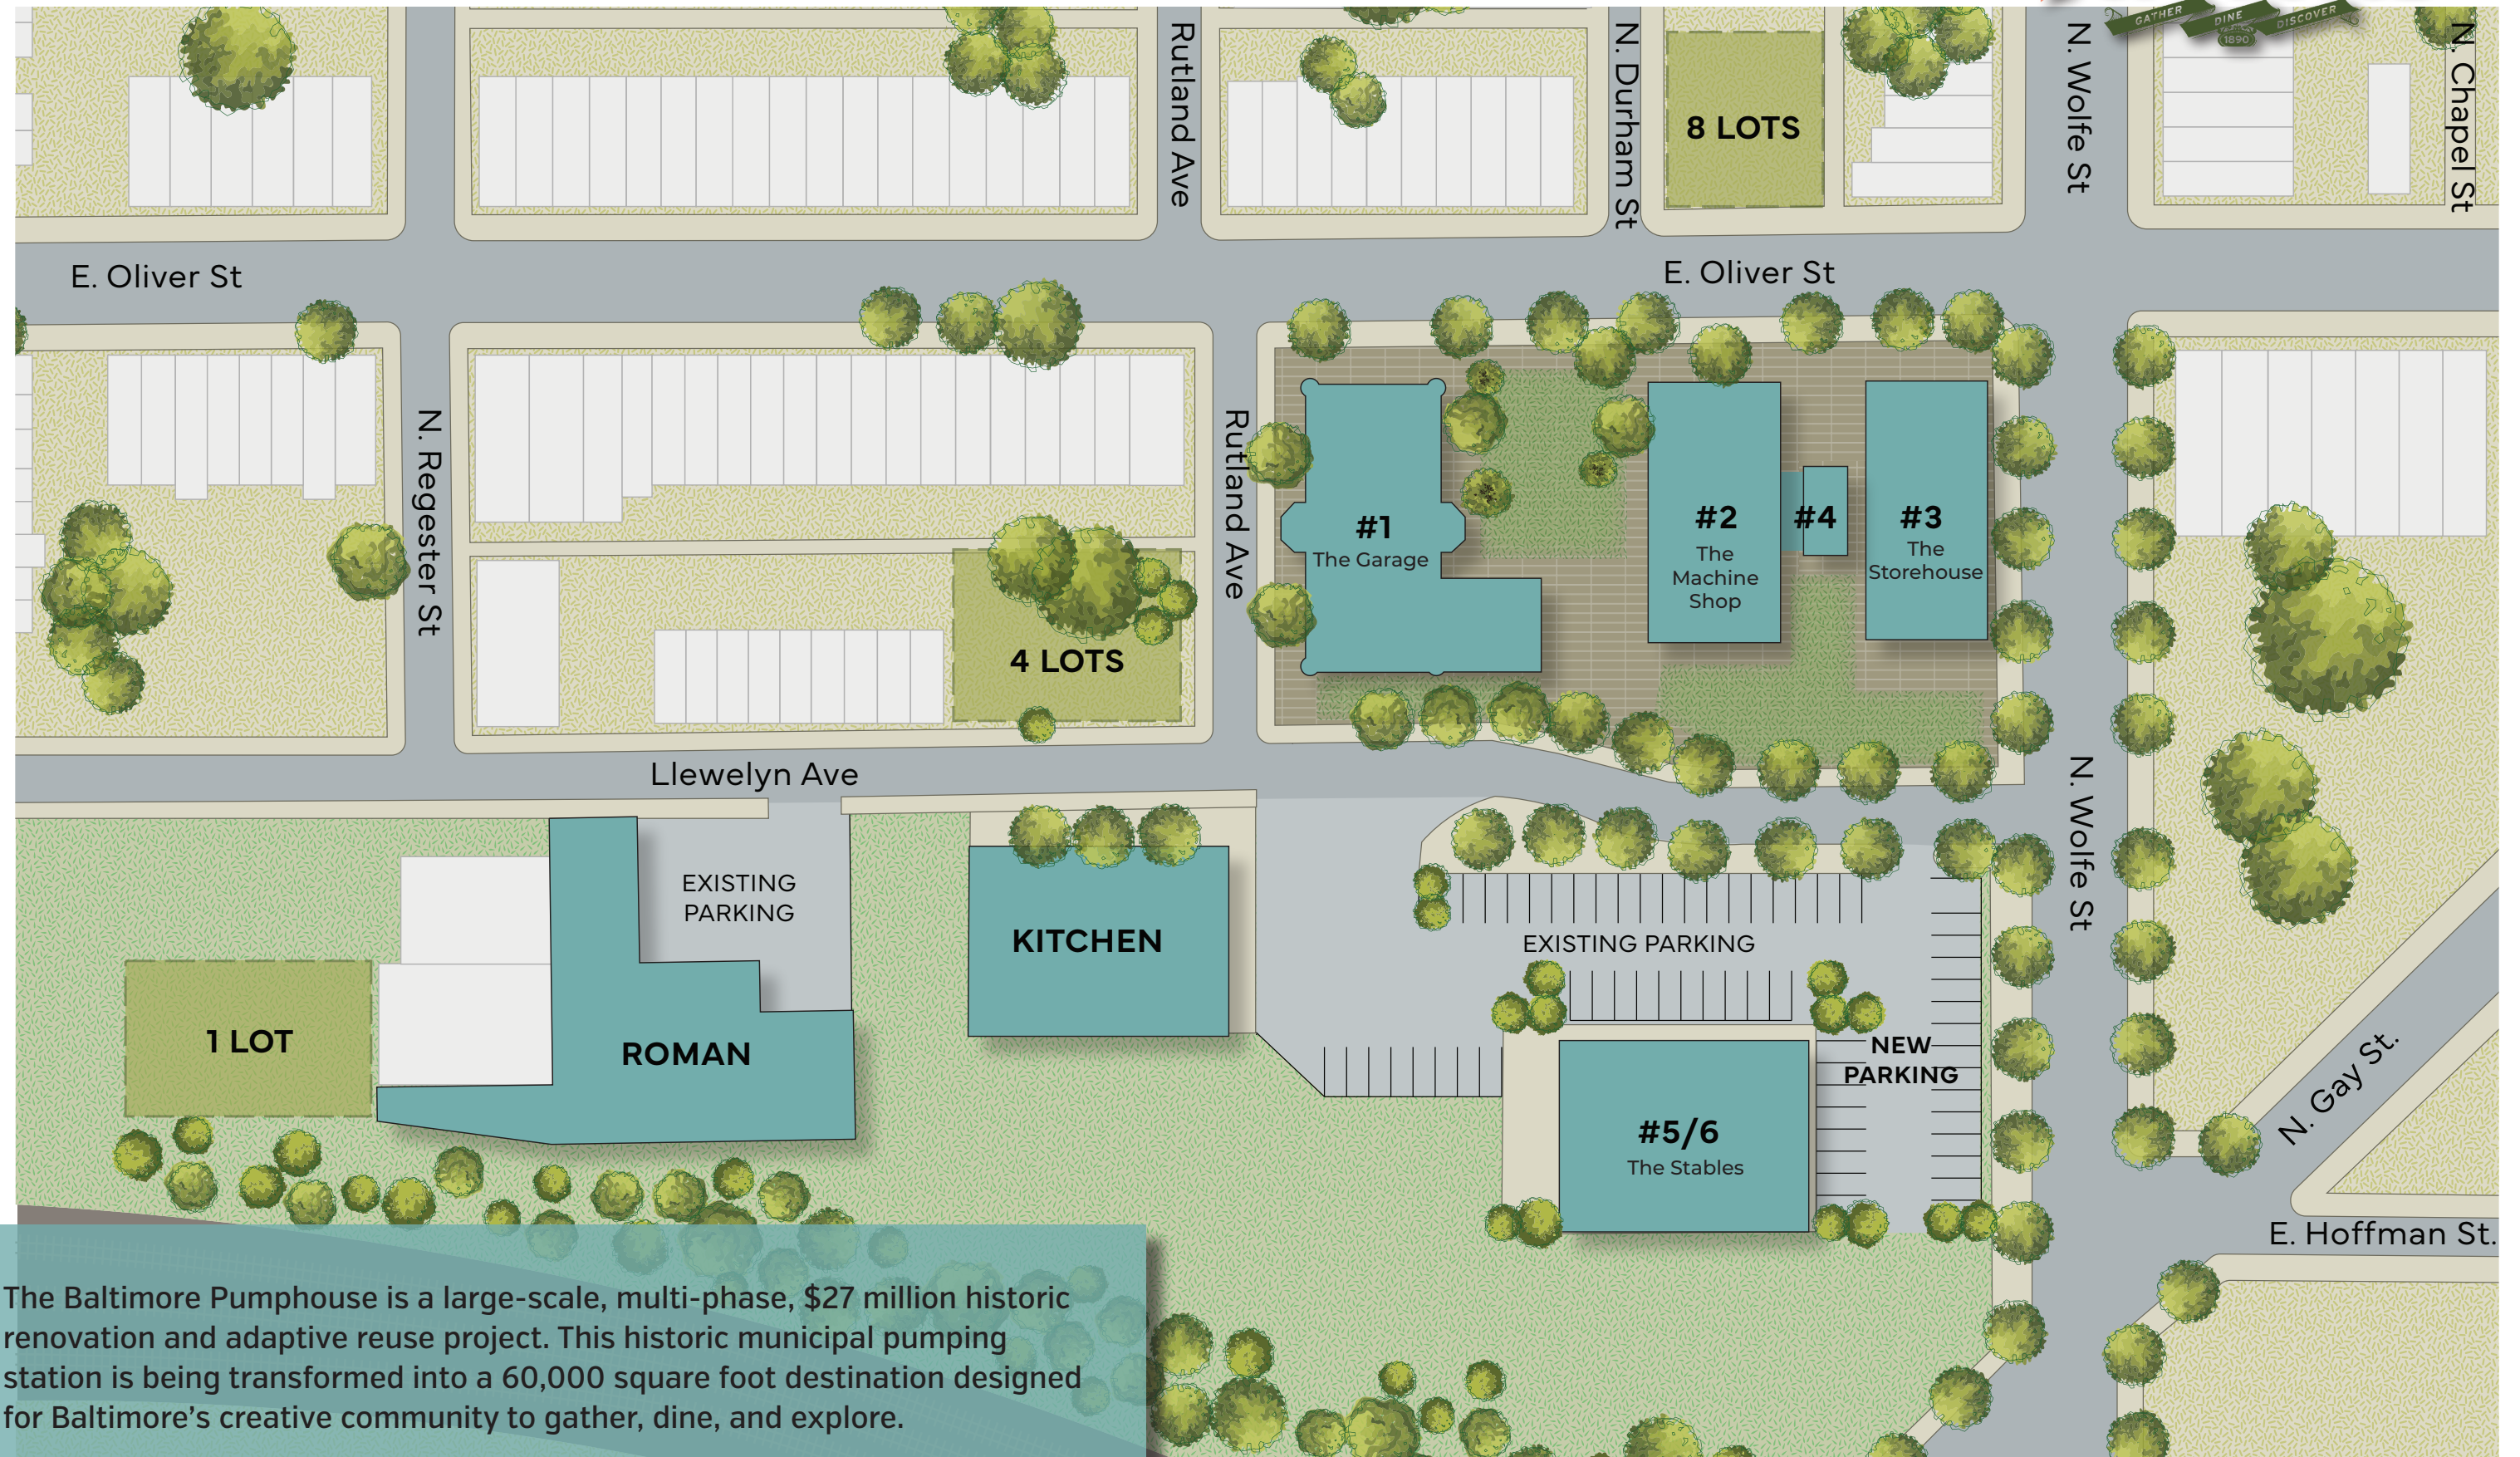 GATHER
DINE
DISCOVER
1890
Rutland Ave
N. Durham St
8 LOTS
N. Wolfe St
N. Chapel St
E. Oliver St
E. Oliver St
N. Regester St
Rutland Ave
#1
The Garage
#2
The
Machine
Shop
#4
#3
The
Storehouse
4 LOTS
Llewelyn Ave
N. Wolfe St
EXISTING
PARKING
KITCHEN
EXISTING PARKING
1 LOT
ROMAN
NEW
PARKING
#5/6
The Stables
N. Gay St.
E. Hoffman St.
The Baltimore Pumphouse is a large-scale, multi-phase, $27 million historic
renovation and adaptive reuse project. This historic municipal pumping
station is being transformed into a 60,000 square foot destination designed
for Baltimore’s creative community to gather, dine, and explore.